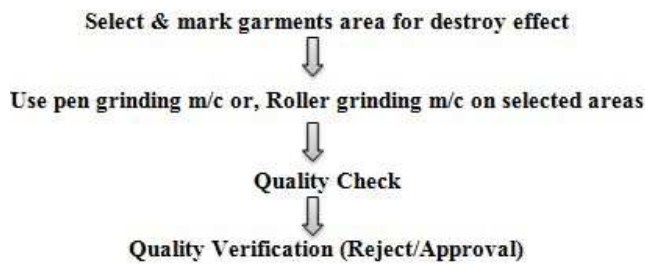 Select & mark garments area for destroy effect
Use pen grinding m/c or, Roller grinding m/c on selected areas
Quality Check
Quality Verification (Reject/Approval)